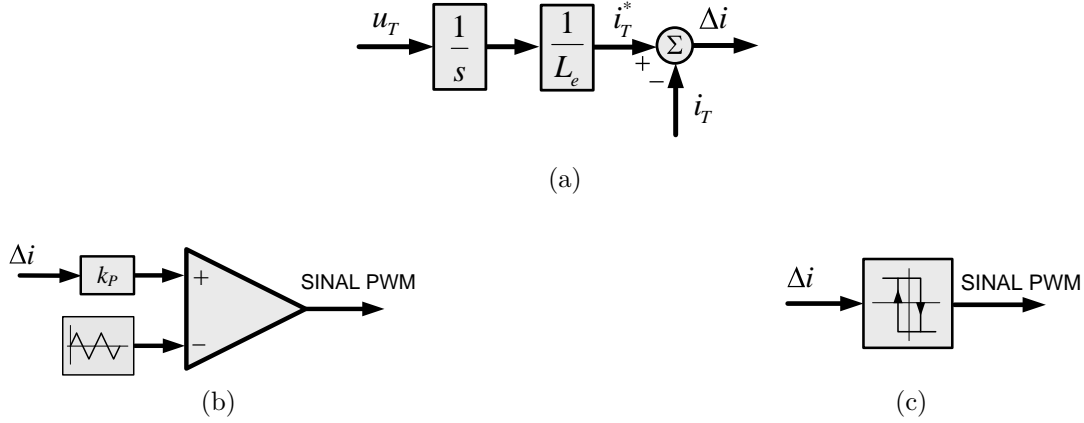 u_T
1
s
1
L_e
i_T^*
Σ
Δi
+
−
i_T
(a)
Δi
k_P
+
−
SINAL PWM
(b)
Δi
SINAL PWM
(c)